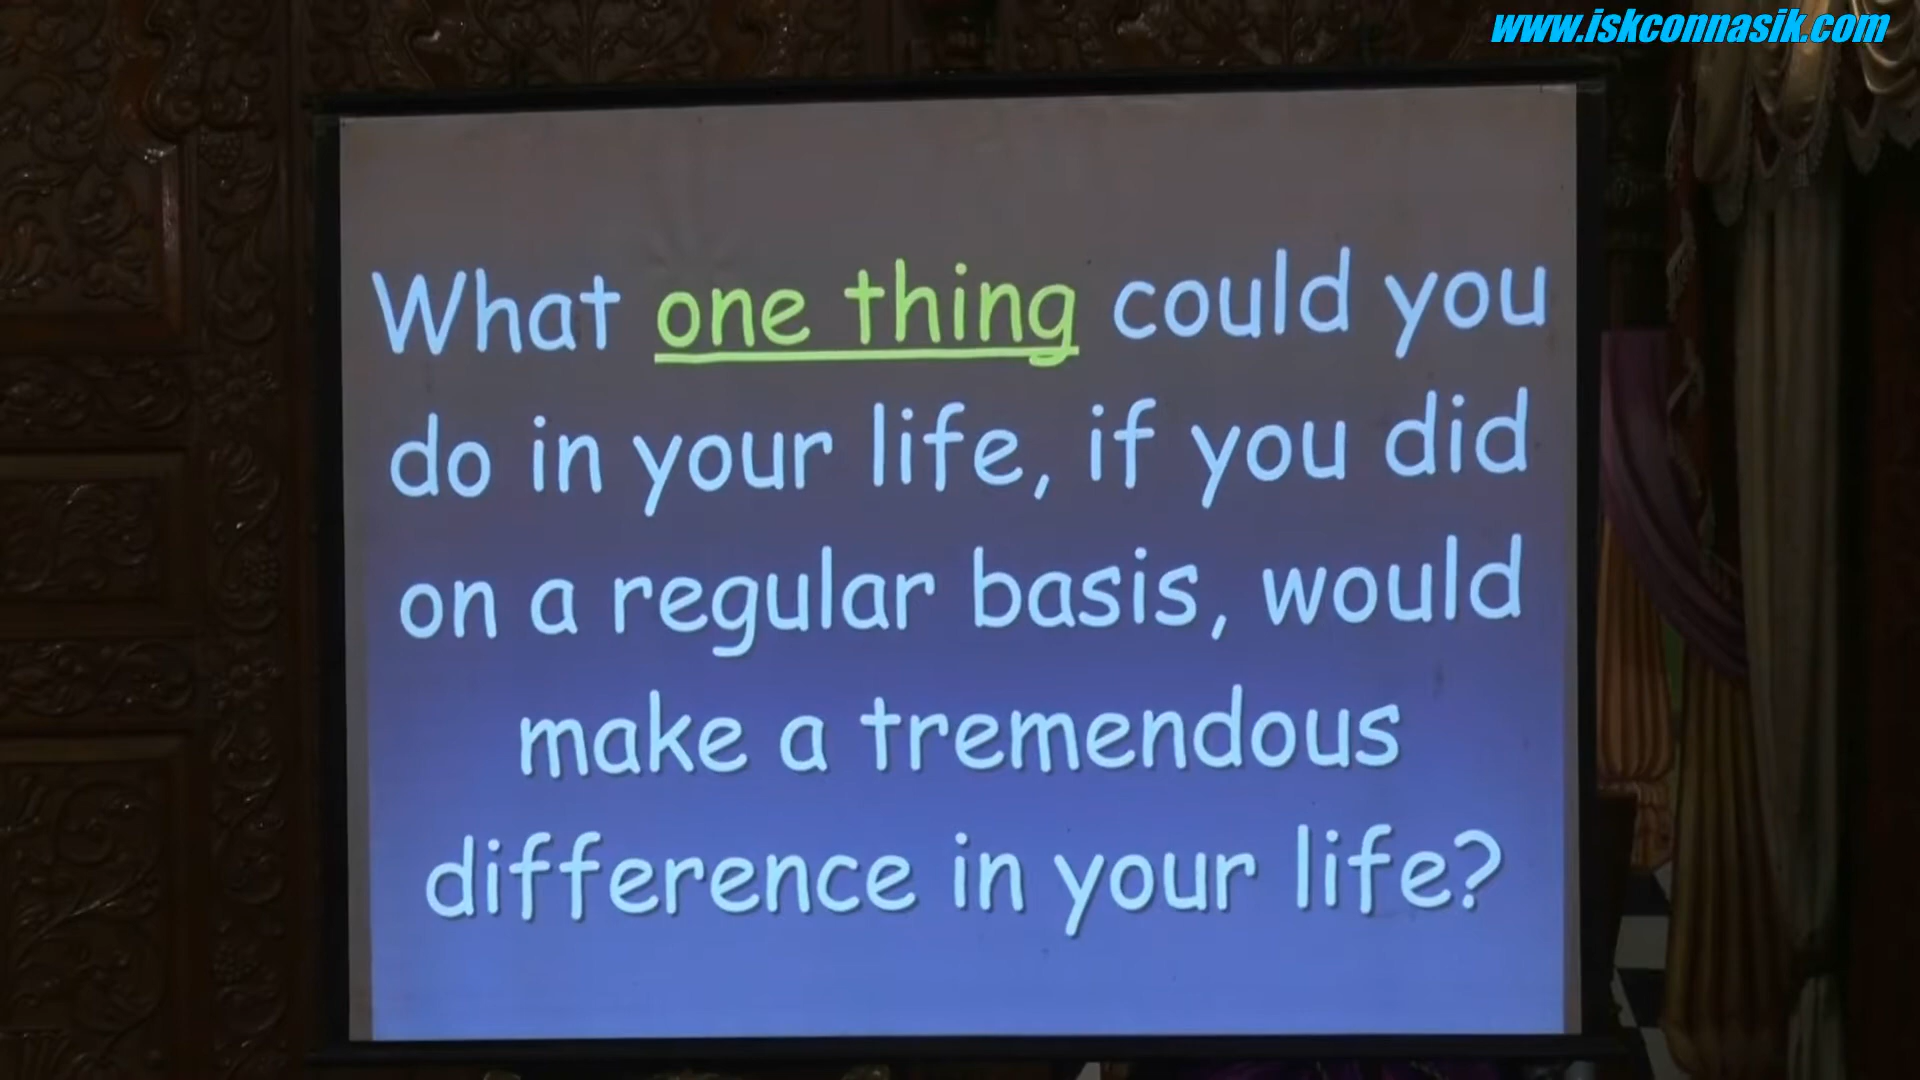 www.iskconnasik.com
What one thing could you
do in your life, if you did
on a regular basis, would
make a tremendous
difference in your life?